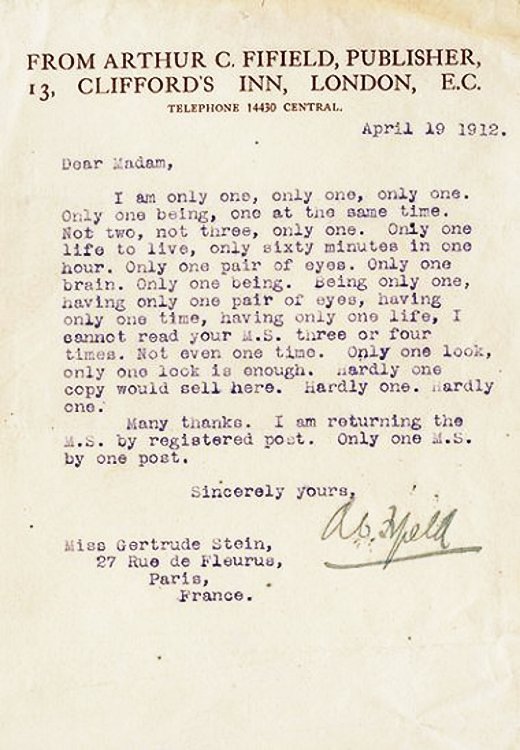 FROM ARTHUR C. FIFIELD, PUBLISHER,
13, CLIFFORD'S INN, LONDON, E.C.
TELEPHONE 14430 CENTRAL.
April 19 1912.
Dear Madam,
I am only one, only one, only one.
Only one being, one at the same time.
Not two, not three, only one. Only one
life to live, only sixty minutes in one
hour. Only one pair of eyes. Only one
brain. Only one being. Being only one,
having only one pair of eyes, having
only one time, having only one life, I
cannot read your M.S. three or four
times. Not even one time. Only one look,
only one look is enough. Hardly one
copy would sell here. Hardly one. Hardly
one.
Many thanks. I am returning the
M.S. by registered post. Only one M.S.
by one post.
Sincerely yours,
A.C. Fifield
Miss Gertrude Stein,
27 Rue de Fleurus,
Paris,
France.